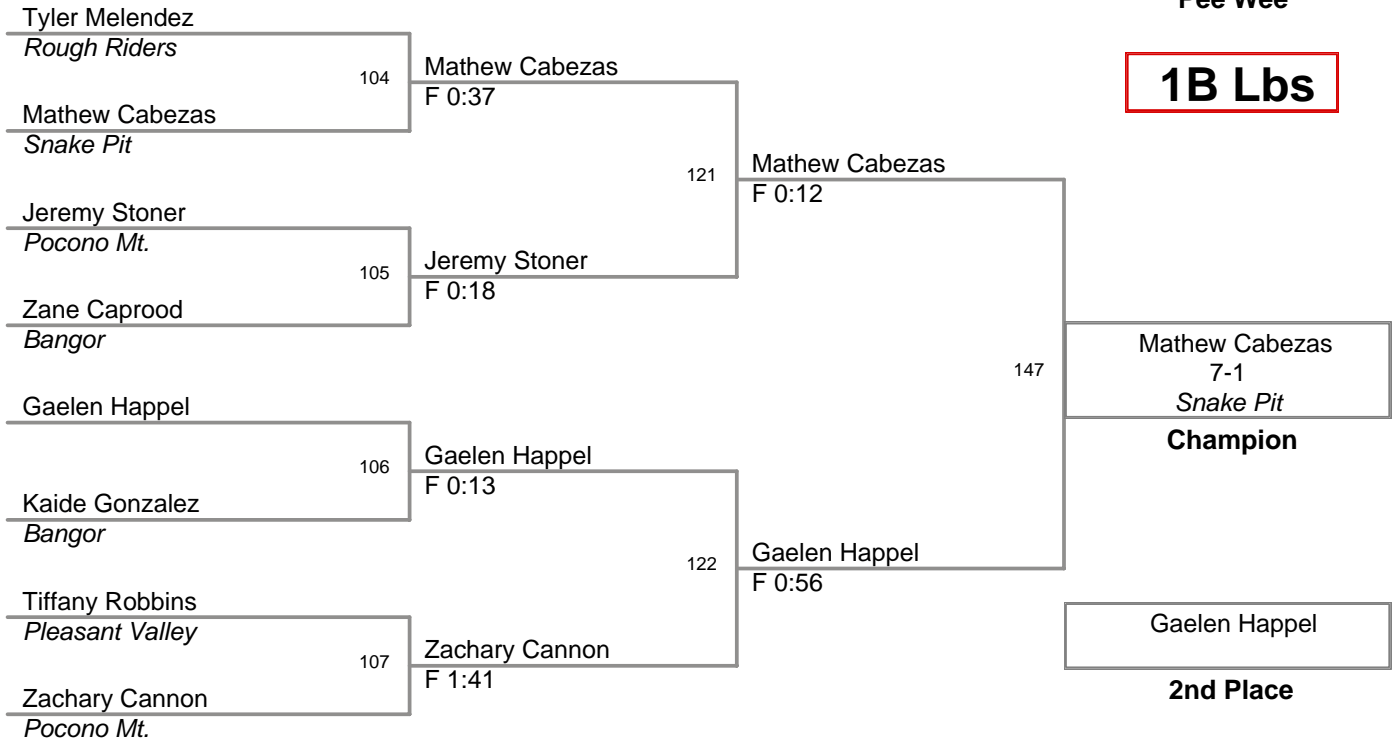 Pee Wee
1B Lbs
Tyler Melendez
Rough Riders
104
Mathew Cabezas
F 0:37
Mathew Cabezas
Snake Pit
121
Mathew Cabezas
F 0:12
Jeremy Stoner
Pocono Mt.
105
Jeremy Stoner
F 0:18
Zane Caprood
Bangor
147
Mathew Cabezas
7-1
Snake Pit
Champion
Gaelen Happel
106
Gaelen Happel
F 0:13
Kaide Gonzalez
Bangor
122
Gaelen Happel
F 0:56
Tiffany Robbins
Pleasant Valley
107
Zachary Cannon
F 1:41
Zachary Cannon
Pocono Mt.
Gaelen Happel
2nd Place